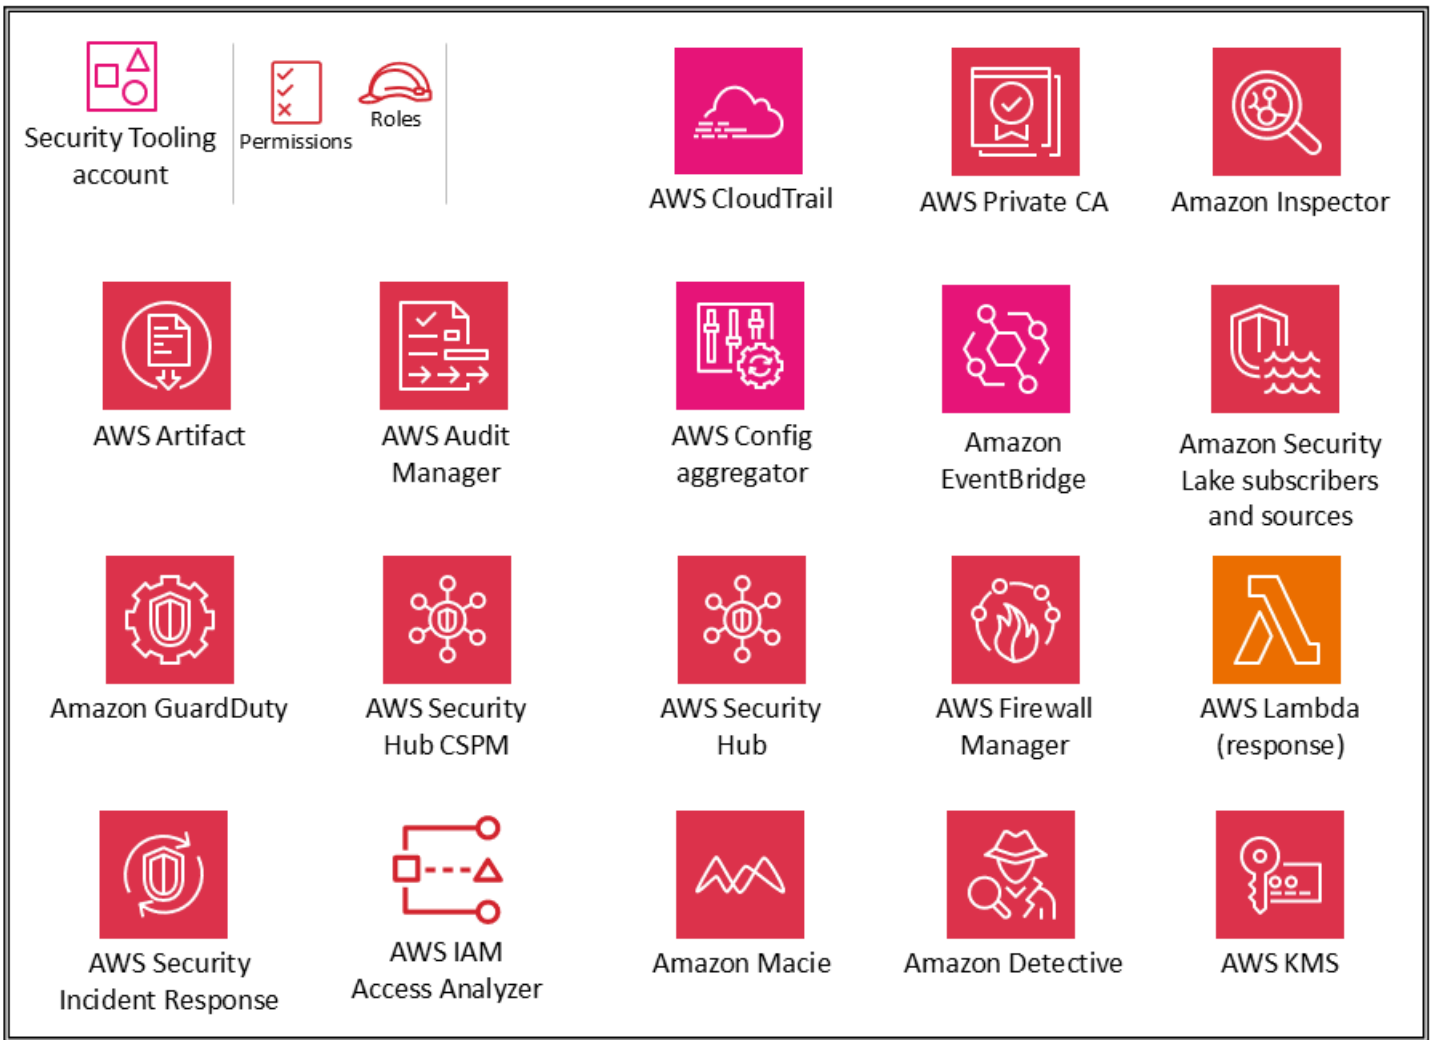 Security Tooling
account
Permissions
Roles
AWS CloudTrail
AWS Private CA
Amazon Inspector
AWS Artifact
AWS Audit
Manager
AWS Config
aggregator
Amazon
EventBridge
Amazon Security
Lake subscribers
and sources
Amazon GuardDuty
AWS Security
Hub CSPM
AWS Security
Hub
AWS Firewall
Manager
AWS Lambda
(response)
AWS Security
Incident Response
AWS IAM
Access Analyzer
Amazon Macie
Amazon Detective
AWS KMS